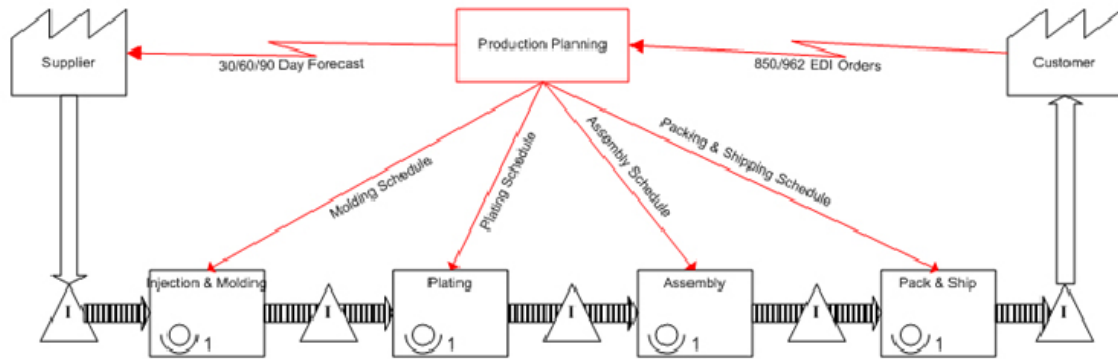 Supplier
30/60/90 Day Forecast
Production Planning
850/962 EDI Orders
Customer
Molding Schedule
Plating Schedule
Assembly Schedule
Packing & Shipping Schedule
I
Injection & Molding
1
I
Plating
1
I
Assembly
1
I
Pack & Ship
1
I